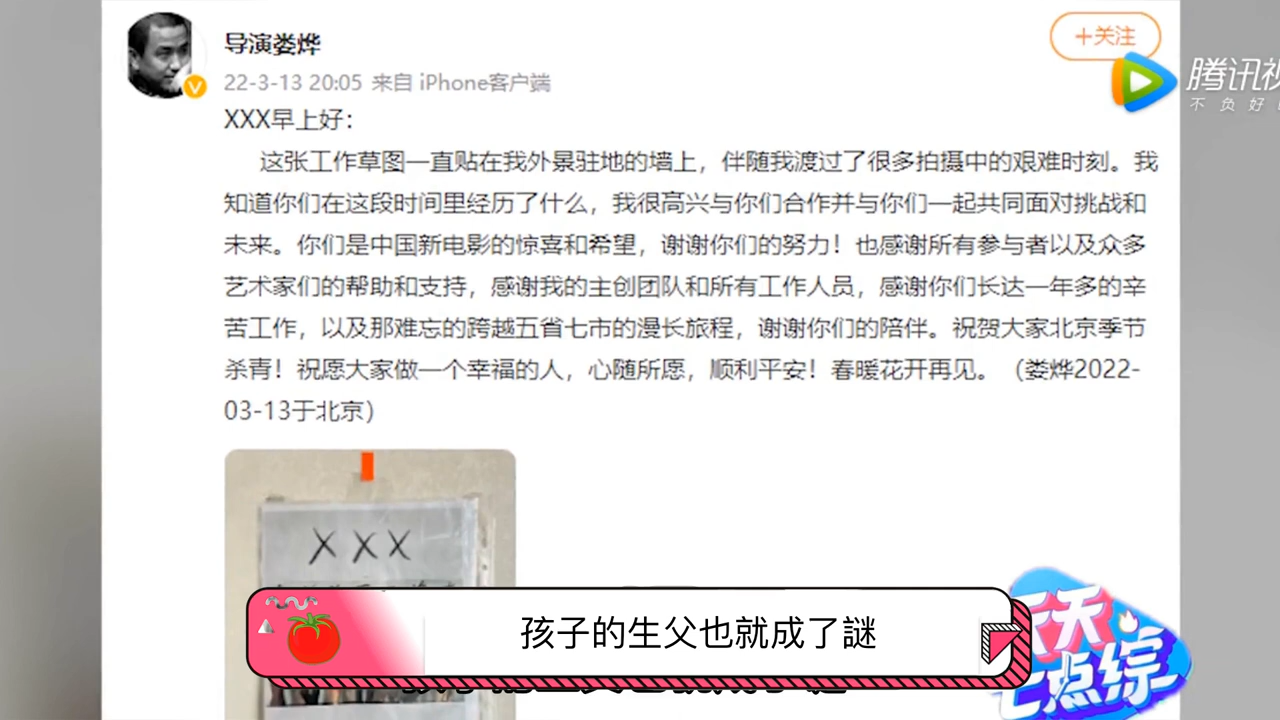 导演娄烨
+关注
22-3-13 20:05 来自 iPhone客户端
腾讯视
不负好
XXX早上好：
这张工作草图一直贴在我外景驻地的墙上，伴随我渡过了很多拍摄中的艰难时刻。我
知道你们在这段时间里经历了什么，我很高兴与你们合作并与你们一起共同面对挑战和
未来。你们是中国新电影的惊喜和希望，谢谢你们的努力！也感谢所有参与者以及众多
艺术家们的帮助和支持，感谢我的主创团队和所有工作人员，感谢你们长达一年多的辛
苦工作，以及那难忘的跨越五省七市的漫长旅程，谢谢你们的陪伴。祝贺大家北京季节
杀青！祝愿大家做一个幸福的人，心随所愿，顺利平安！春暖花开再见。（娄烨2022-
03-13于北京）
XXX
孩子的生父也就成了謎
天天
七点综